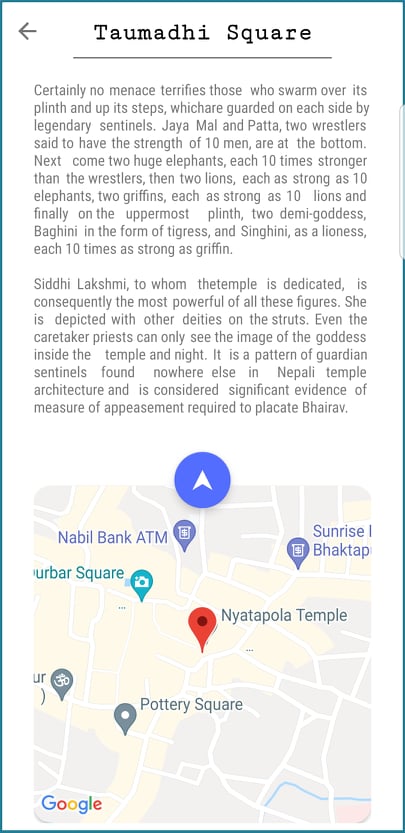 Taumadhi Square
Certainly no menace terrifies those who swarm over its
plinth and up its steps, whichare guarded on each side by
legendary sentinels. Jaya Mal and Patta, two wrestlers
said to have the strength of 10 men, are at the bottom.
Next come two huge elephants, each 10 times stronger
than the wrestlers, then two lions, each as strong as 10
elephants, two griffins, each as strong as 10 lions and
finally on the uppermost plinth, two demi-goddess,
Baghini in the form of tigress, and Singhini, as a lioness,
each 10 times as strong as griffin.
Siddhi Lakshmi, to whom thetemple is dedicated, is
consequently the most powerful of all these figures. She
is depicted with other deities on the struts. Even the
caretaker priests can only see the image of the goddess
inside the temple and night. It is a pattern of guardian
sentinels found nowhere else in Nepali temple
architecture and is considered significant evidence of
measure of appeasement required to placate Bhairav.
Nabil Bank ATM
Sunrise
Bhaktapu
urbar Square
Nyatapola Temple
ur
)
Pottery Square
Google